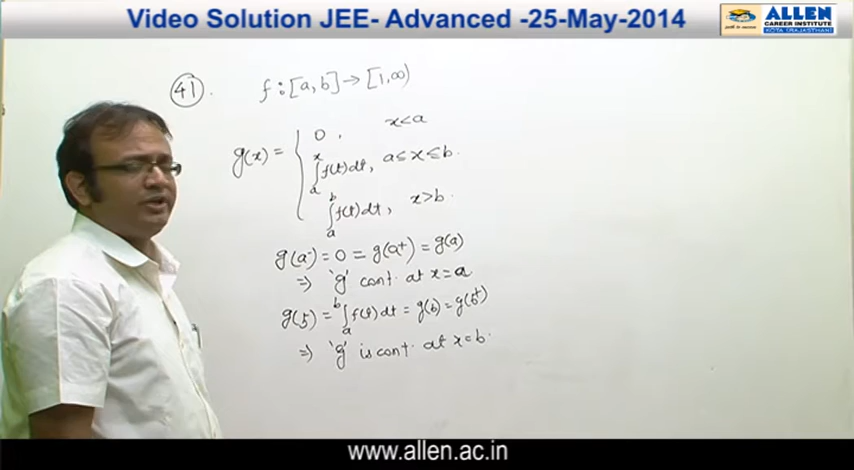 Video Solution JEE- Advanced -25-May-2014
ALLEN
CAREER INSTITUTE
KOTA (RAJASTHAN)
41. f : [a, b] → [1, ∞)
g(x) = { 0, x<a
∫ₐˣ f(t)dt, a≤x≤b.
∫ₐᵇ f(t)dt, x>b.
g(a⁻) = 0 = g(a⁺) = g(a)
⇒ 'g' cont. at x=a.
g(b⁻) = ∫ₐᵇ f(t)dt = g(b) = g(b⁺)
⇒ 'g' is cont. at x=b.
www.allen.ac.in